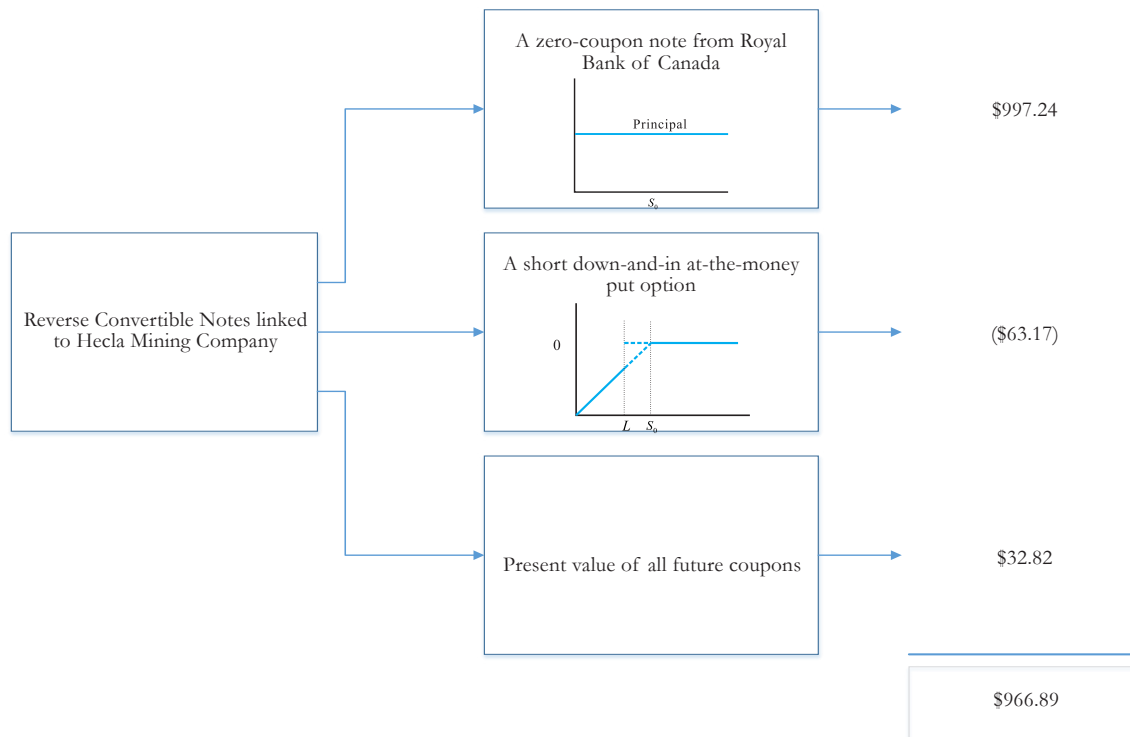 A zero-coupon note from Royal
Bank of Canada
Principal
S₀
$997.24
Reverse Convertible Notes linked
to Hecla Mining Company
A short down-and-in at-the-money
put option
0
L S₀
($63.17)
Present value of all future coupons
$32.82
$966.89